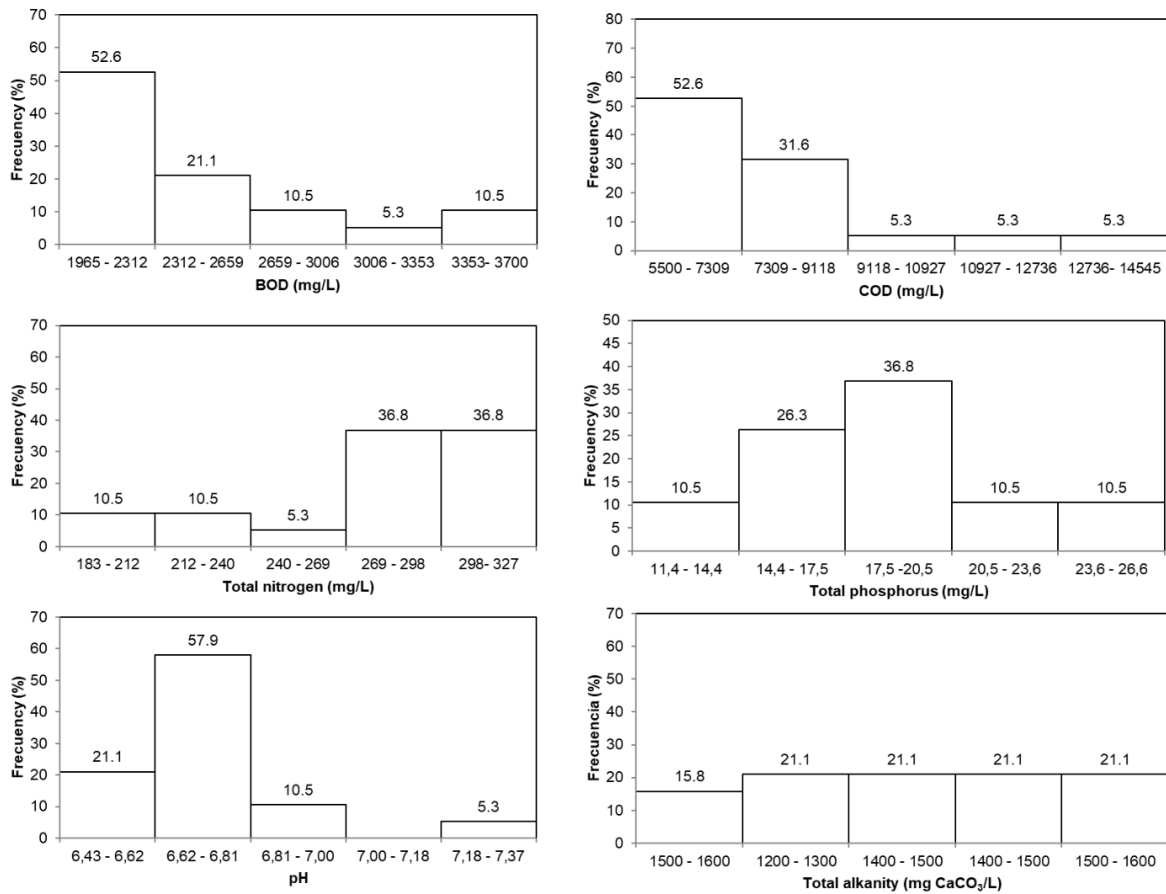 Frecuency (%)
70
60
50
40
30
20
10
0
52.6
21.1
10.5
5.3
10.5
1965 - 2312
2312 - 2659
2659 - 3006
3006 - 3353
3353- 3700
BOD (mg/L)
Frecuency (%)
80
70
60
50
40
30
20
10
0
52.6
31.6
5.3
5.3
5.3
5500 - 7309
7309 - 9118
9118 - 10927
10927 - 12736
12736- 14545
COD (mg/L)
Frecuency (%)
70
60
50
40
30
20
10
0
10.5
10.5
5.3
36.8
36.8
183 - 212
212 - 240
240 - 269
269 - 298
298- 327
Total nitrogen (mg/L)
Frecuency (%)
50
45
40
35
30
25
20
15
10
5
0
10.5
26.3
36.8
10.5
10.5
11,4 - 14,4
14,4 - 17,5
17,5 -20,5
20,5 - 23,6
23,6 - 26,6
Total phosphorus (mg/L)
Frecuency (%)
70
60
50
40
30
20
10
0
21.1
57.9
10.5
5.3
6,43 - 6,62
6,62 - 6,81
6,81 - 7,00
7,00 - 7,18
7,18 - 7,37
pH
Frecuencia (%)
70
60
50
40
30
20
10
0
15.8
21.1
21.1
21.1
21.1
1500 - 1600
1200 - 1300
1400 - 1500
1400 - 1500
1500 - 1600
Total alkanity (mg CaCO₃/L)